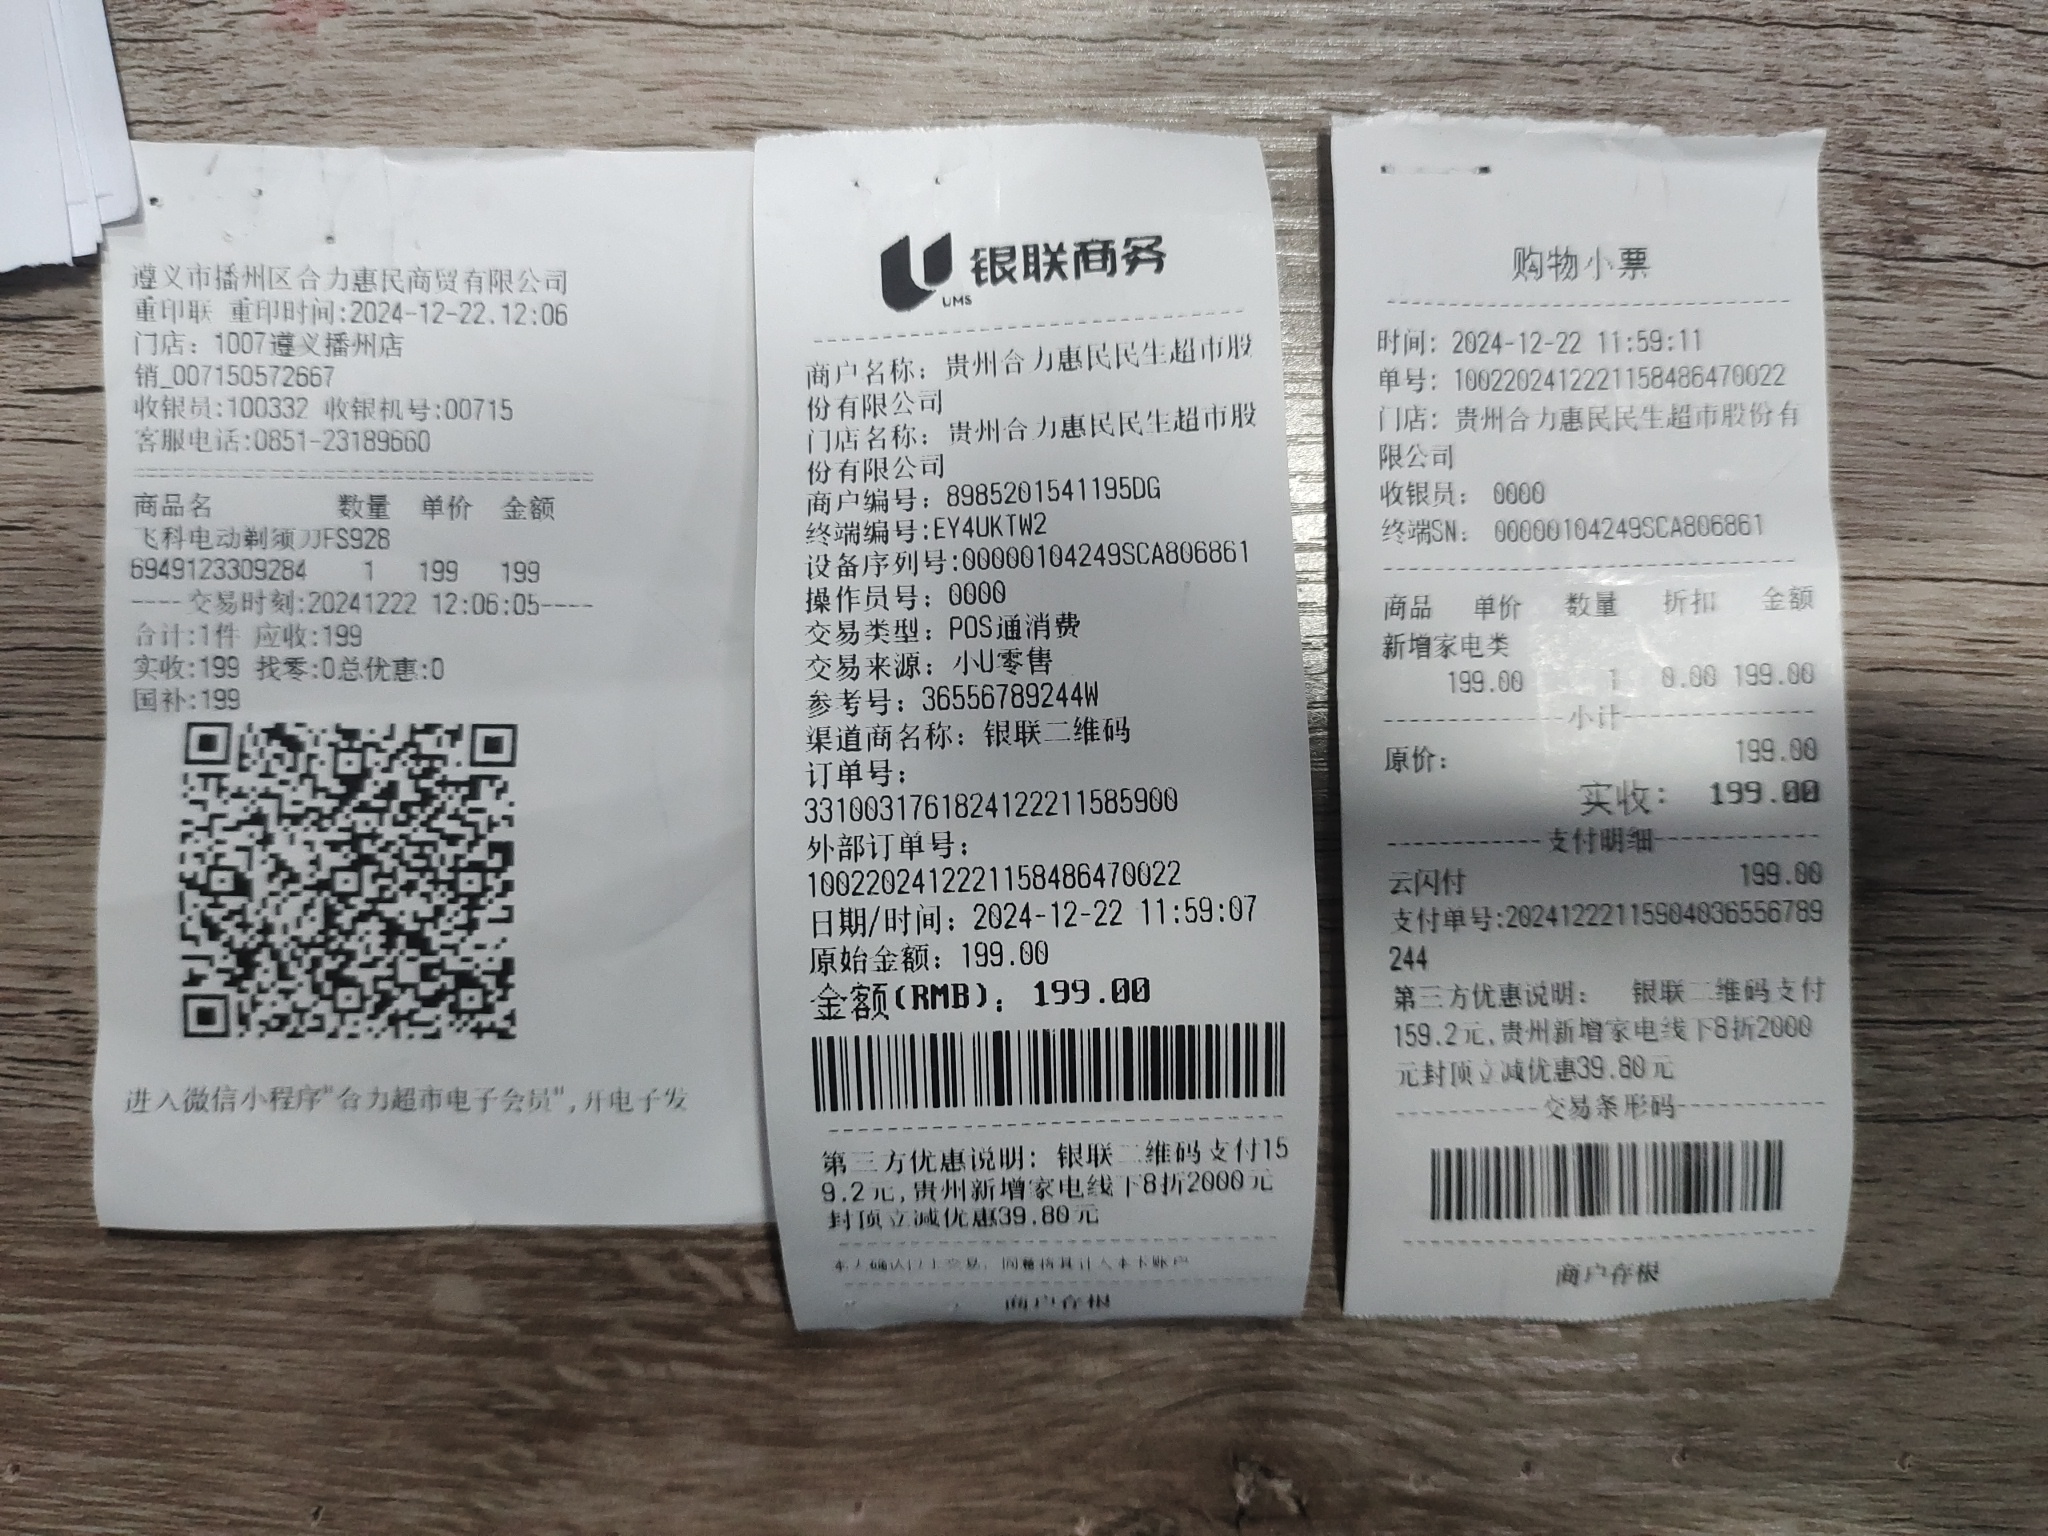 遵义市播州区合力惠民商贸有限公司
重印联 重印时间:2024-12-22.12:06
门店: 1007遵义播州店
销_007150572667
收银员:100332 收银机号:00715
客服电话:0851-23189660
商品名 数量 单价 金额
飞科电动剃须刀FS928
6949123309284 1 199 199
----交易时刻:20241222 12:06:05----
合计:1件 应收:199
实收:199 找零:0总优惠:0
国补:199
进入微信小程序"合力超市电子会员",开电子发
银联商务
UMS
商户名称: 贵州合力惠民民生超市股
份有限公司
门店名称: 贵州合力惠民民生超市股
份有限公司
商户编号: 8985201541195DG
终端编号:EY4UKTW2
设备序列号:00000104249SCA806861
操作员号: 0000
交易类型: POS通消费
交易来源: 小U零售
参考号: 36556789244W
渠道商名称: 银联二维码
订单号:
33100317618241222211585900
外部订单号:
1002202412221158486470022
日期/时间: 2024-12-22 11:59:07
原始金额: 199.00
金额(RMB): 199.00
第三方优惠说明: 银联二维码支付15
9.2元,贵州新增家电线下8折2000元
封顶立减优惠39.80元
本人确认以上交易,同意将其计入本卡账户
商户存根
购物小票
时间: 2024-12-22 11:59:11
单号: 1002202412221158486470022
门店: 贵州合力惠民民生超市股份有
限公司
收银员: 0000
终端SN: 00000104249SCA806861
商品 单价 数量 折扣 金额
新增家电类
199.00 1 0.00 199.00
小计
原价: 199.00
实收: 199.00
支付明细
云闪付 199.00
支付单号:20241222115904036556789
244
第三方优惠说明: 银联二维码支付
159.2元,贵州新增家电线下8折2000
元封顶立减优惠39.80元
交易条形码
商户存根